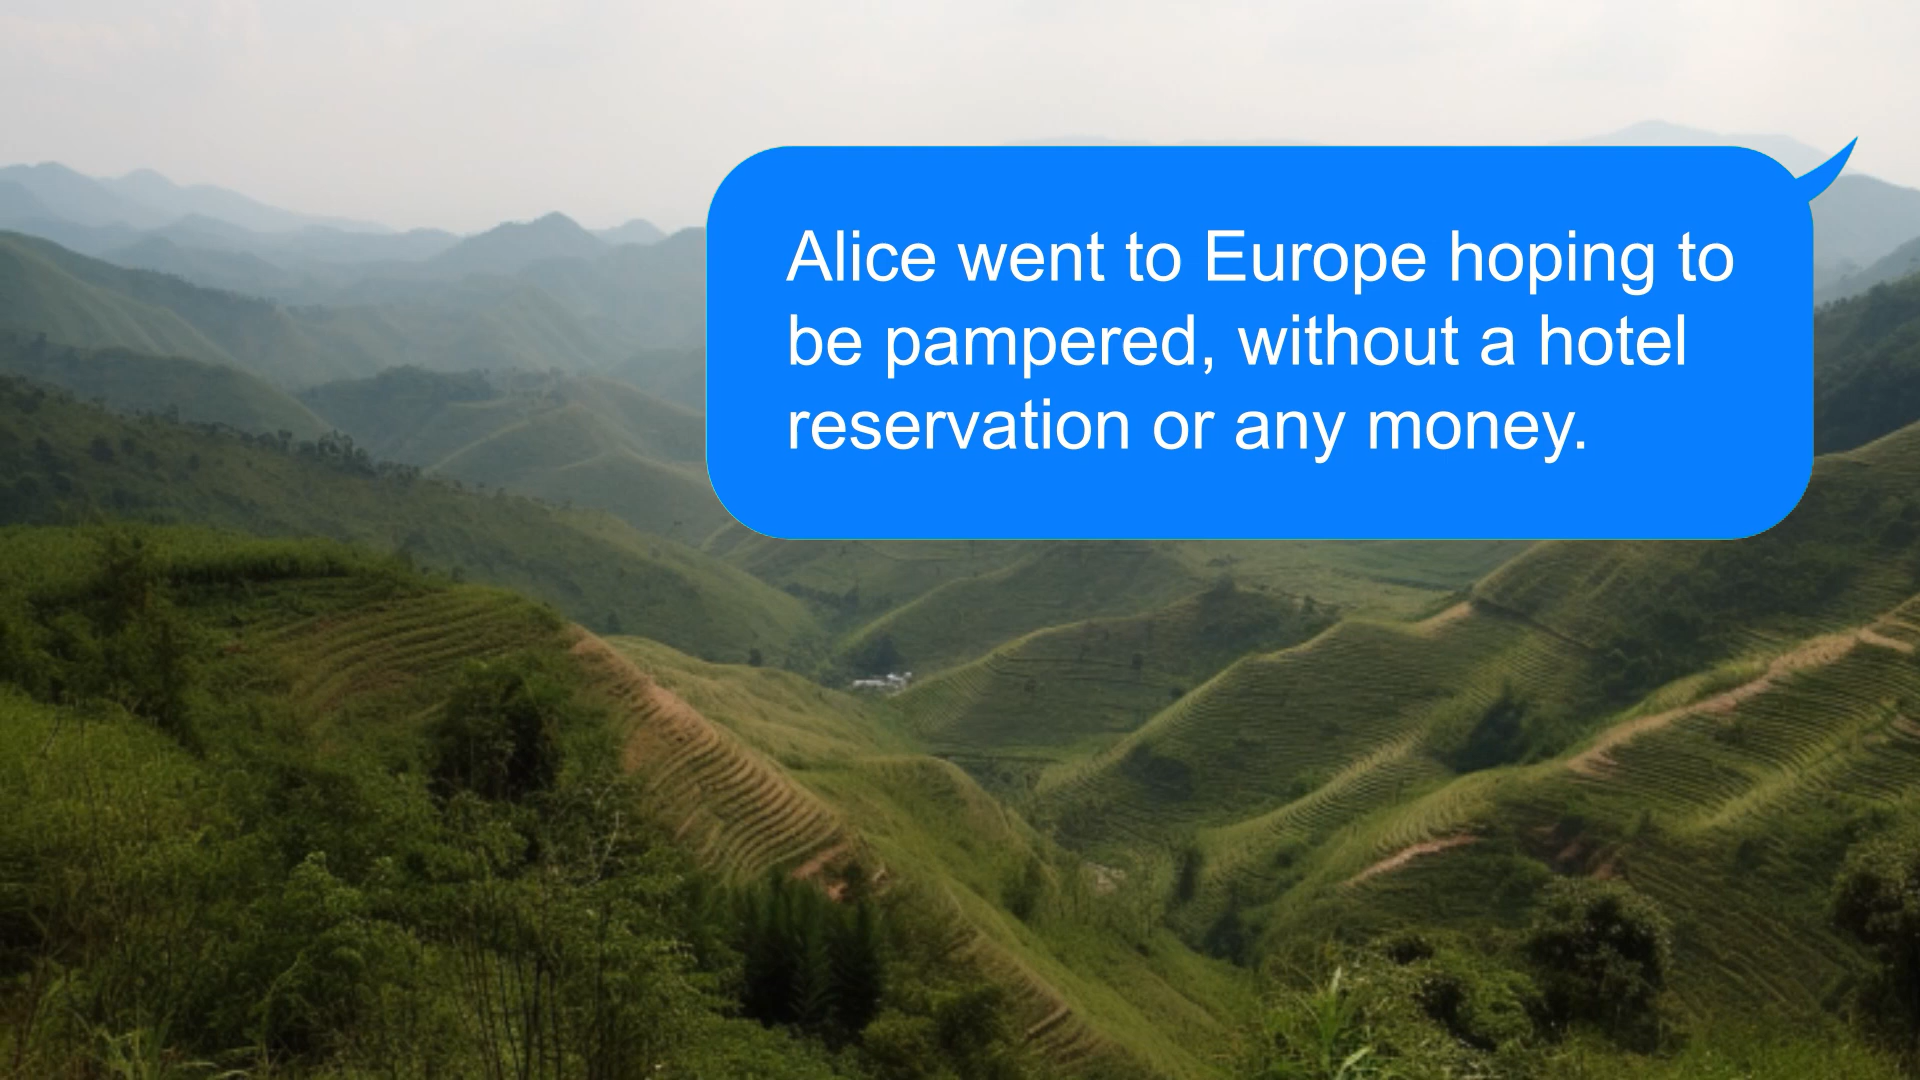 Alice went to Europe hoping to
be pampered, without a hotel
reservation or any money.